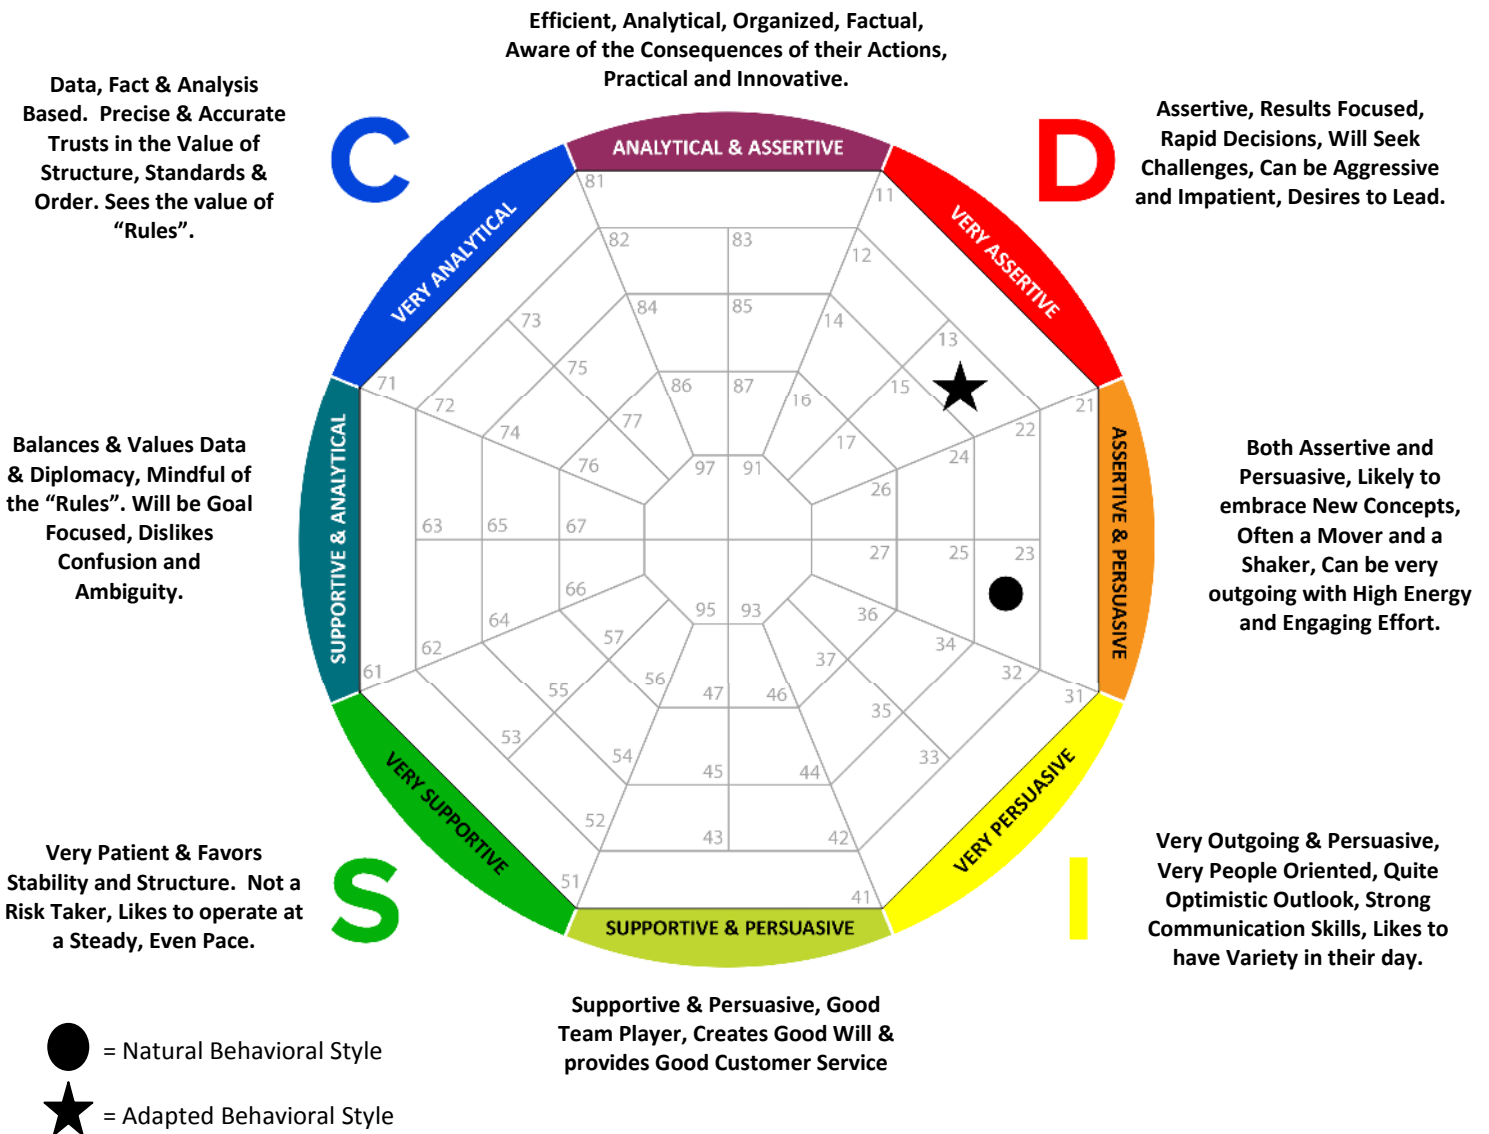 Efficient, Analytical, Organized, Factual,
Aware of the Consequences of their Actions,
Practical and Innovative.
Data, Fact & Analysis
Based.  Precise & Accurate
Trusts in the Value of
Structure, Standards &
Order. Sees the value of
“Rules”.
C
D
Assertive, Results Focused,
Rapid Decisions, Will Seek
Challenges, Can be Aggressive
and Impatient, Desires to Lead.
ANALYTICAL & ASSERTIVE
VERY ANALYTICAL
VERY ASSERTIVE
81
11
82
83
12
84
85
14
73
13
75
86
87
15
71
72
16
21
77
22
74
17
24
76
97
91
26
63
65
67
27
25
23
66
95
93
36
64
57
34
62
37
32
61
56
47
46
31
55
35
53
54
45
44
33
52
43
42
51
41
SUPPORTIVE & ANALYTICAL
ASSERTIVE & PERSUASIVE
Balances & Values Data
& Diplomacy, Mindful of
the “Rules”. Will be Goal
Focused, Dislikes
Confusion and
Ambiguity.
Both Assertive and
Persuasive, Likely to
embrace New Concepts,
Often a Mover and a
Shaker, Can be very
outgoing with High Energy
and Engaging Effort.
VERY SUPPORTIVE
VERY PERSUASIVE
SUPPORTIVE & PERSUASIVE
Very Patient & Favors
Stability and Structure.  Not a
Risk Taker, Likes to operate at
a Steady, Even Pace.
S
I
Very Outgoing & Persuasive,
Very People Oriented, Quite
Optimistic Outlook, Strong
Communication Skills, Likes to
have Variety in their day.
Supportive & Persuasive, Good
Team Player, Creates Good Will &
provides Good Customer Service
= Natural Behavioral Style
= Adapted Behavioral Style